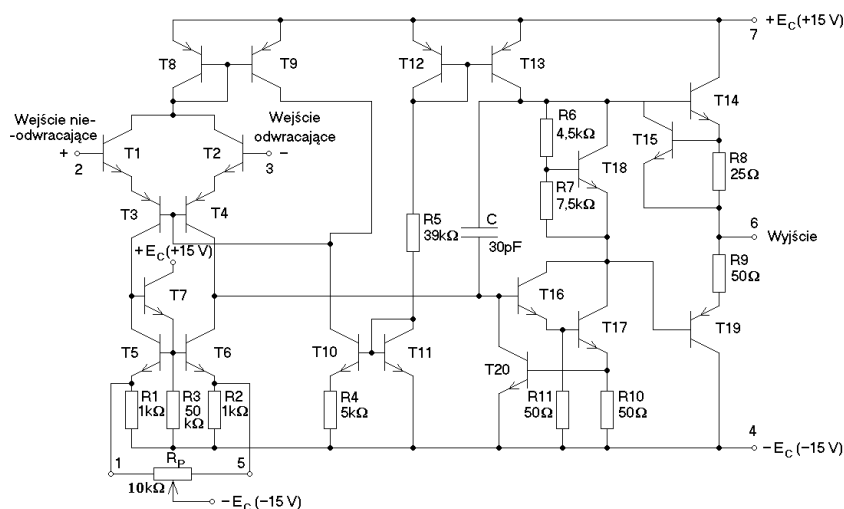 +E_C(+15 V)
7
T8
T9
T12
T13
T14
Wejście nie-
-odwracające
Wejście
odwracające
R6
4,5kΩ
T15
T18
+
2
T1
T2
−
3
R8
25Ω
R7
7,5kΩ
T3
T4
R5
39kΩ
C
30pF
6
Wyjście
+E_C(+15 V)
R9
50Ω
T7
T16
T17
T19
T5
T6
T10
T11
T20
R1
1kΩ
R3
50
kΩ
R2
1kΩ
R4
5kΩ
R11
50Ω
R10
50Ω
4
−E_C(−15 V)
1
R_P
5
10kΩ
−E_C(−15 V)